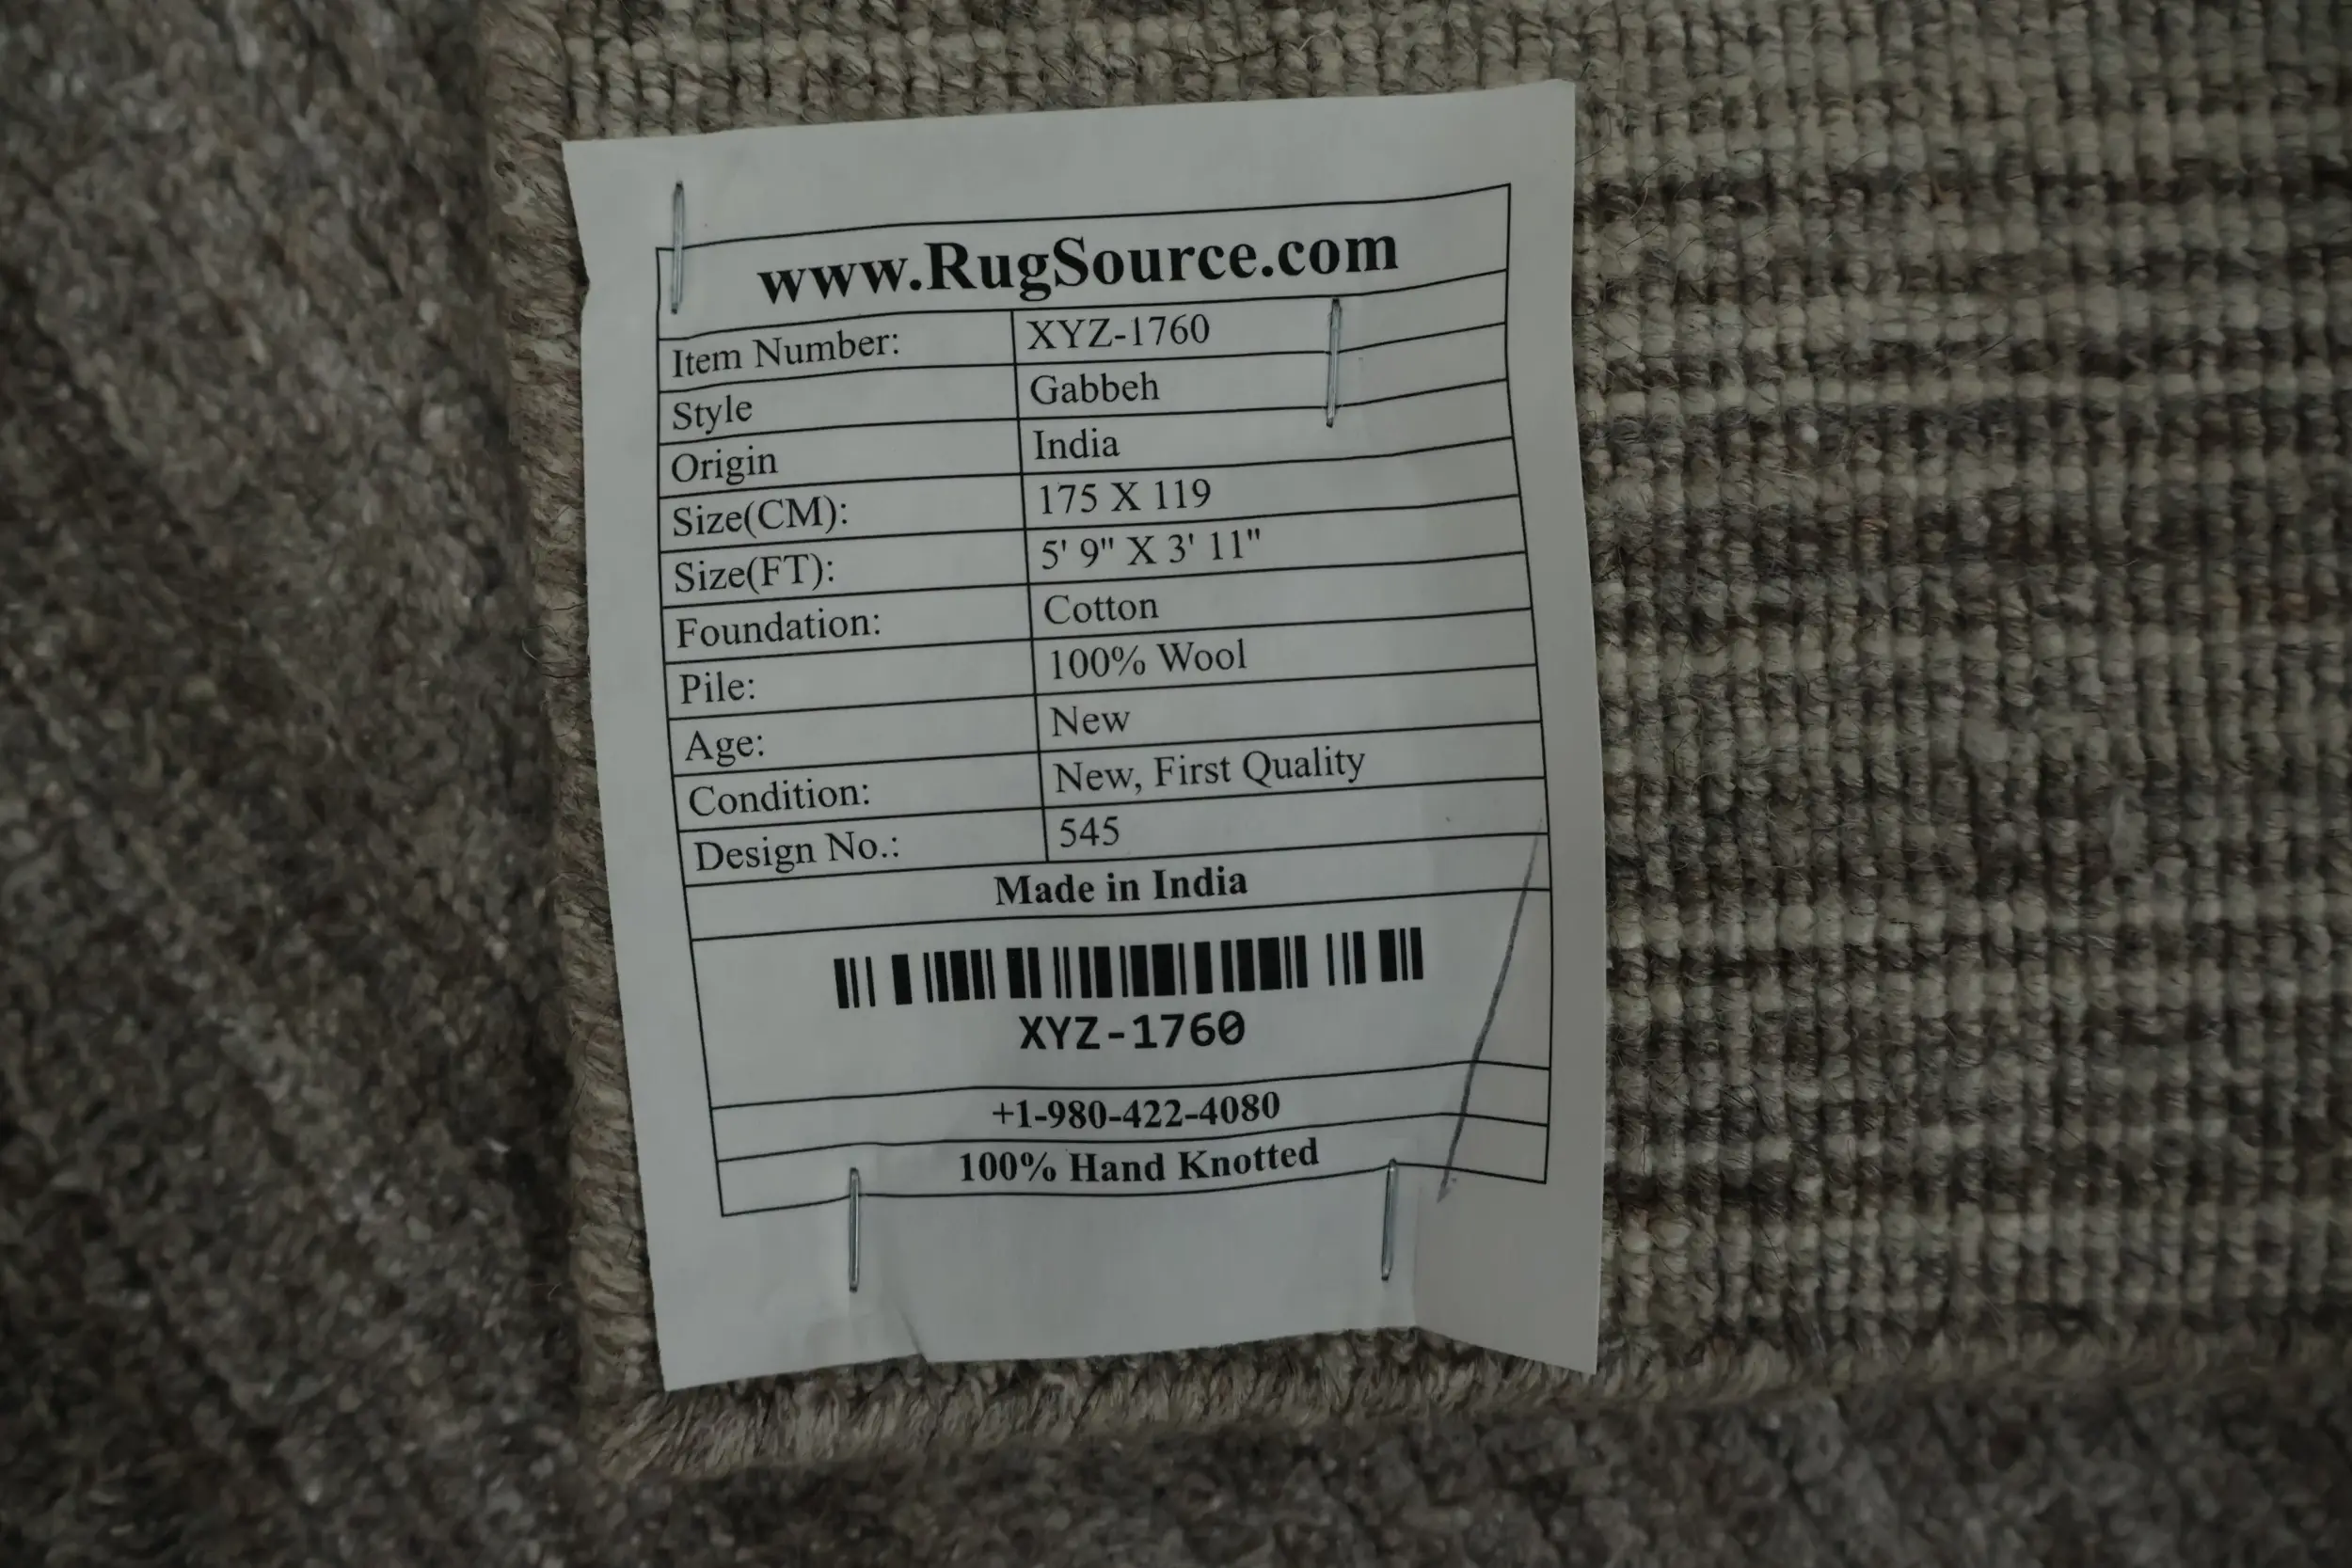 www.RugSource.com
Item Number: XYZ-1760
Style Gabbeh
Origin India
Size(CM): 175 X 119
Size(FT): 5' 9" X 3' 11"
Foundation: Cotton
Pile: 100% Wool
Age: New
Condition: New, First Quality
Design No.: 545
Made in India
XYZ-1760
+1-980-422-4080
100% Hand Knotted